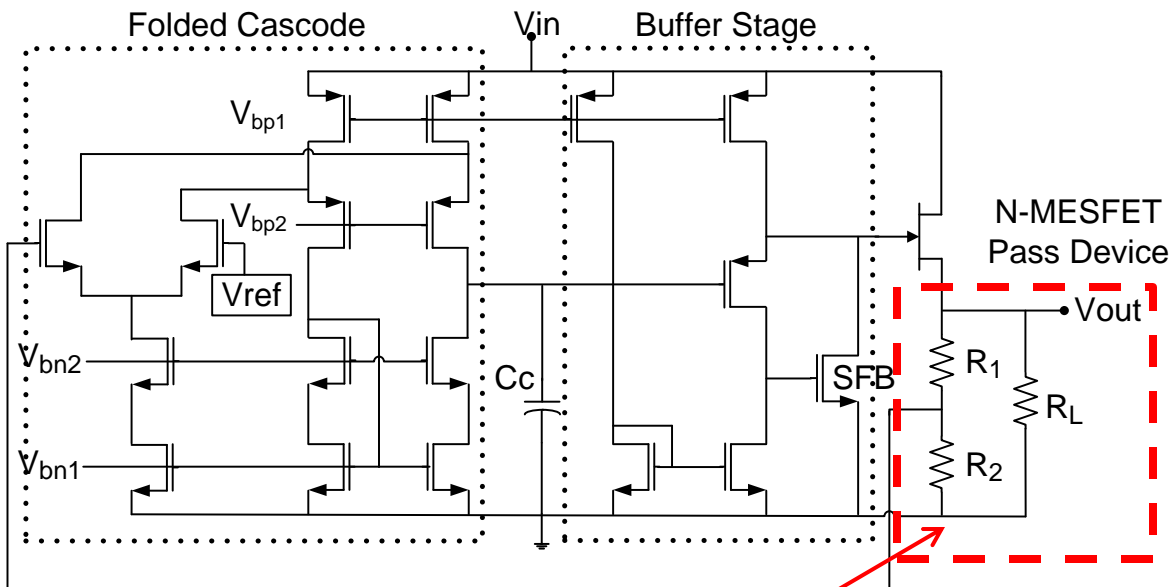 Folded Cascode
Vin
Buffer Stage
Vbp1
N-MESFET
Pass Device
Vbp2
Vref
Vout
Vbn2
Cc
SFB
R1
RL
Vbn1
R2